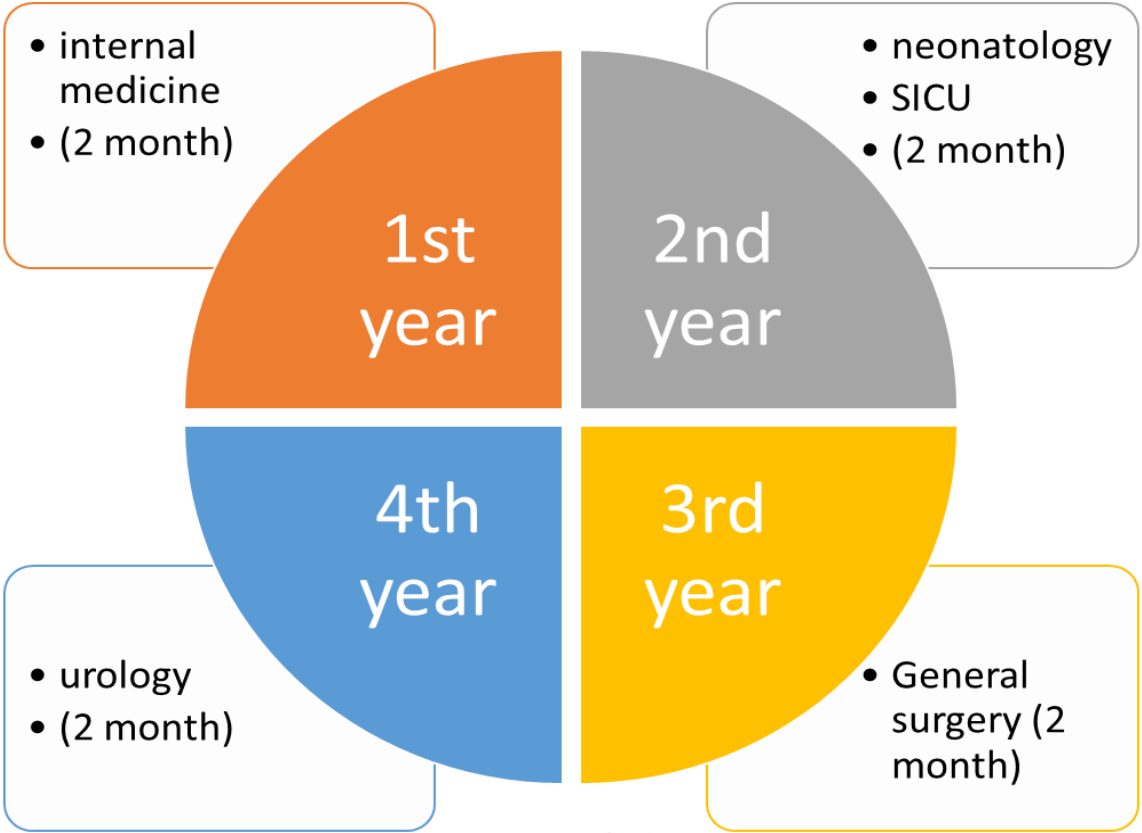 • internal
medicine
• (2 month)
• neonatology
• SICU
• (2 month)
1st
year
2nd
year
4th
year
3rd
year
• urology
• (2 month)
• General
surgery (2
month)